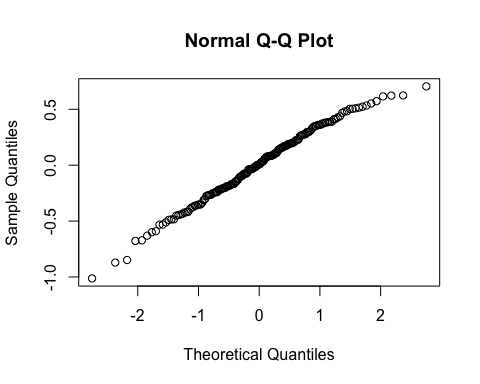 Normal Q-Q Plot
Sample Quantiles
0.5
0.0
-0.5
-1.0
-2 -1 0 1 2
Theoretical Quantiles